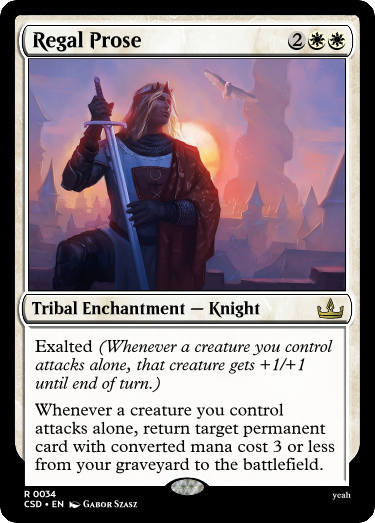 Regal Prose 2
Tribal Enchantment — Knight
Exalted (Whenever a creature you control
attacks alone, that creature gets +1/+1
until end of turn.)
Whenever a creature you control
attacks alone, return target permanent
card with converted mana cost 3 or less
from your graveyard to the battlefield.
R 0034
CSD • EN GABOR SZASZ
yeah